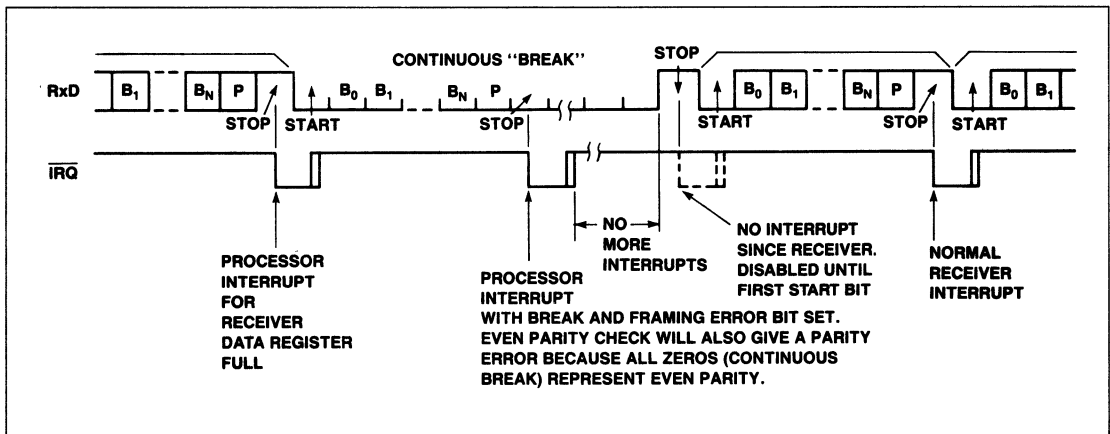 CONTINUOUS "BREAK"
STOP
RxD
B1
BN
P
B0
B1
BN
P
B0
B1
BN
P
B0
B1
STOP
START
STOP
START
STOP
START
IRQ
NO
MORE
INTERRUPTS
PROCESSOR
INTERRUPT
FOR
RECEIVER
DATA REGISTER
FULL
PROCESSOR
INTERRUPT
WITH BREAK AND FRAMING ERROR BIT SET.
EVEN PARITY CHECK WILL ALSO GIVE A PARITY
ERROR BECAUSE ALL ZEROS (CONTINUOUS
BREAK) REPRESENT EVEN PARITY.
NO INTERRUPT
SINCE RECEIVER.
DISABLED UNTIL
FIRST START BIT
NORMAL
RECEIVER
INTERRUPT